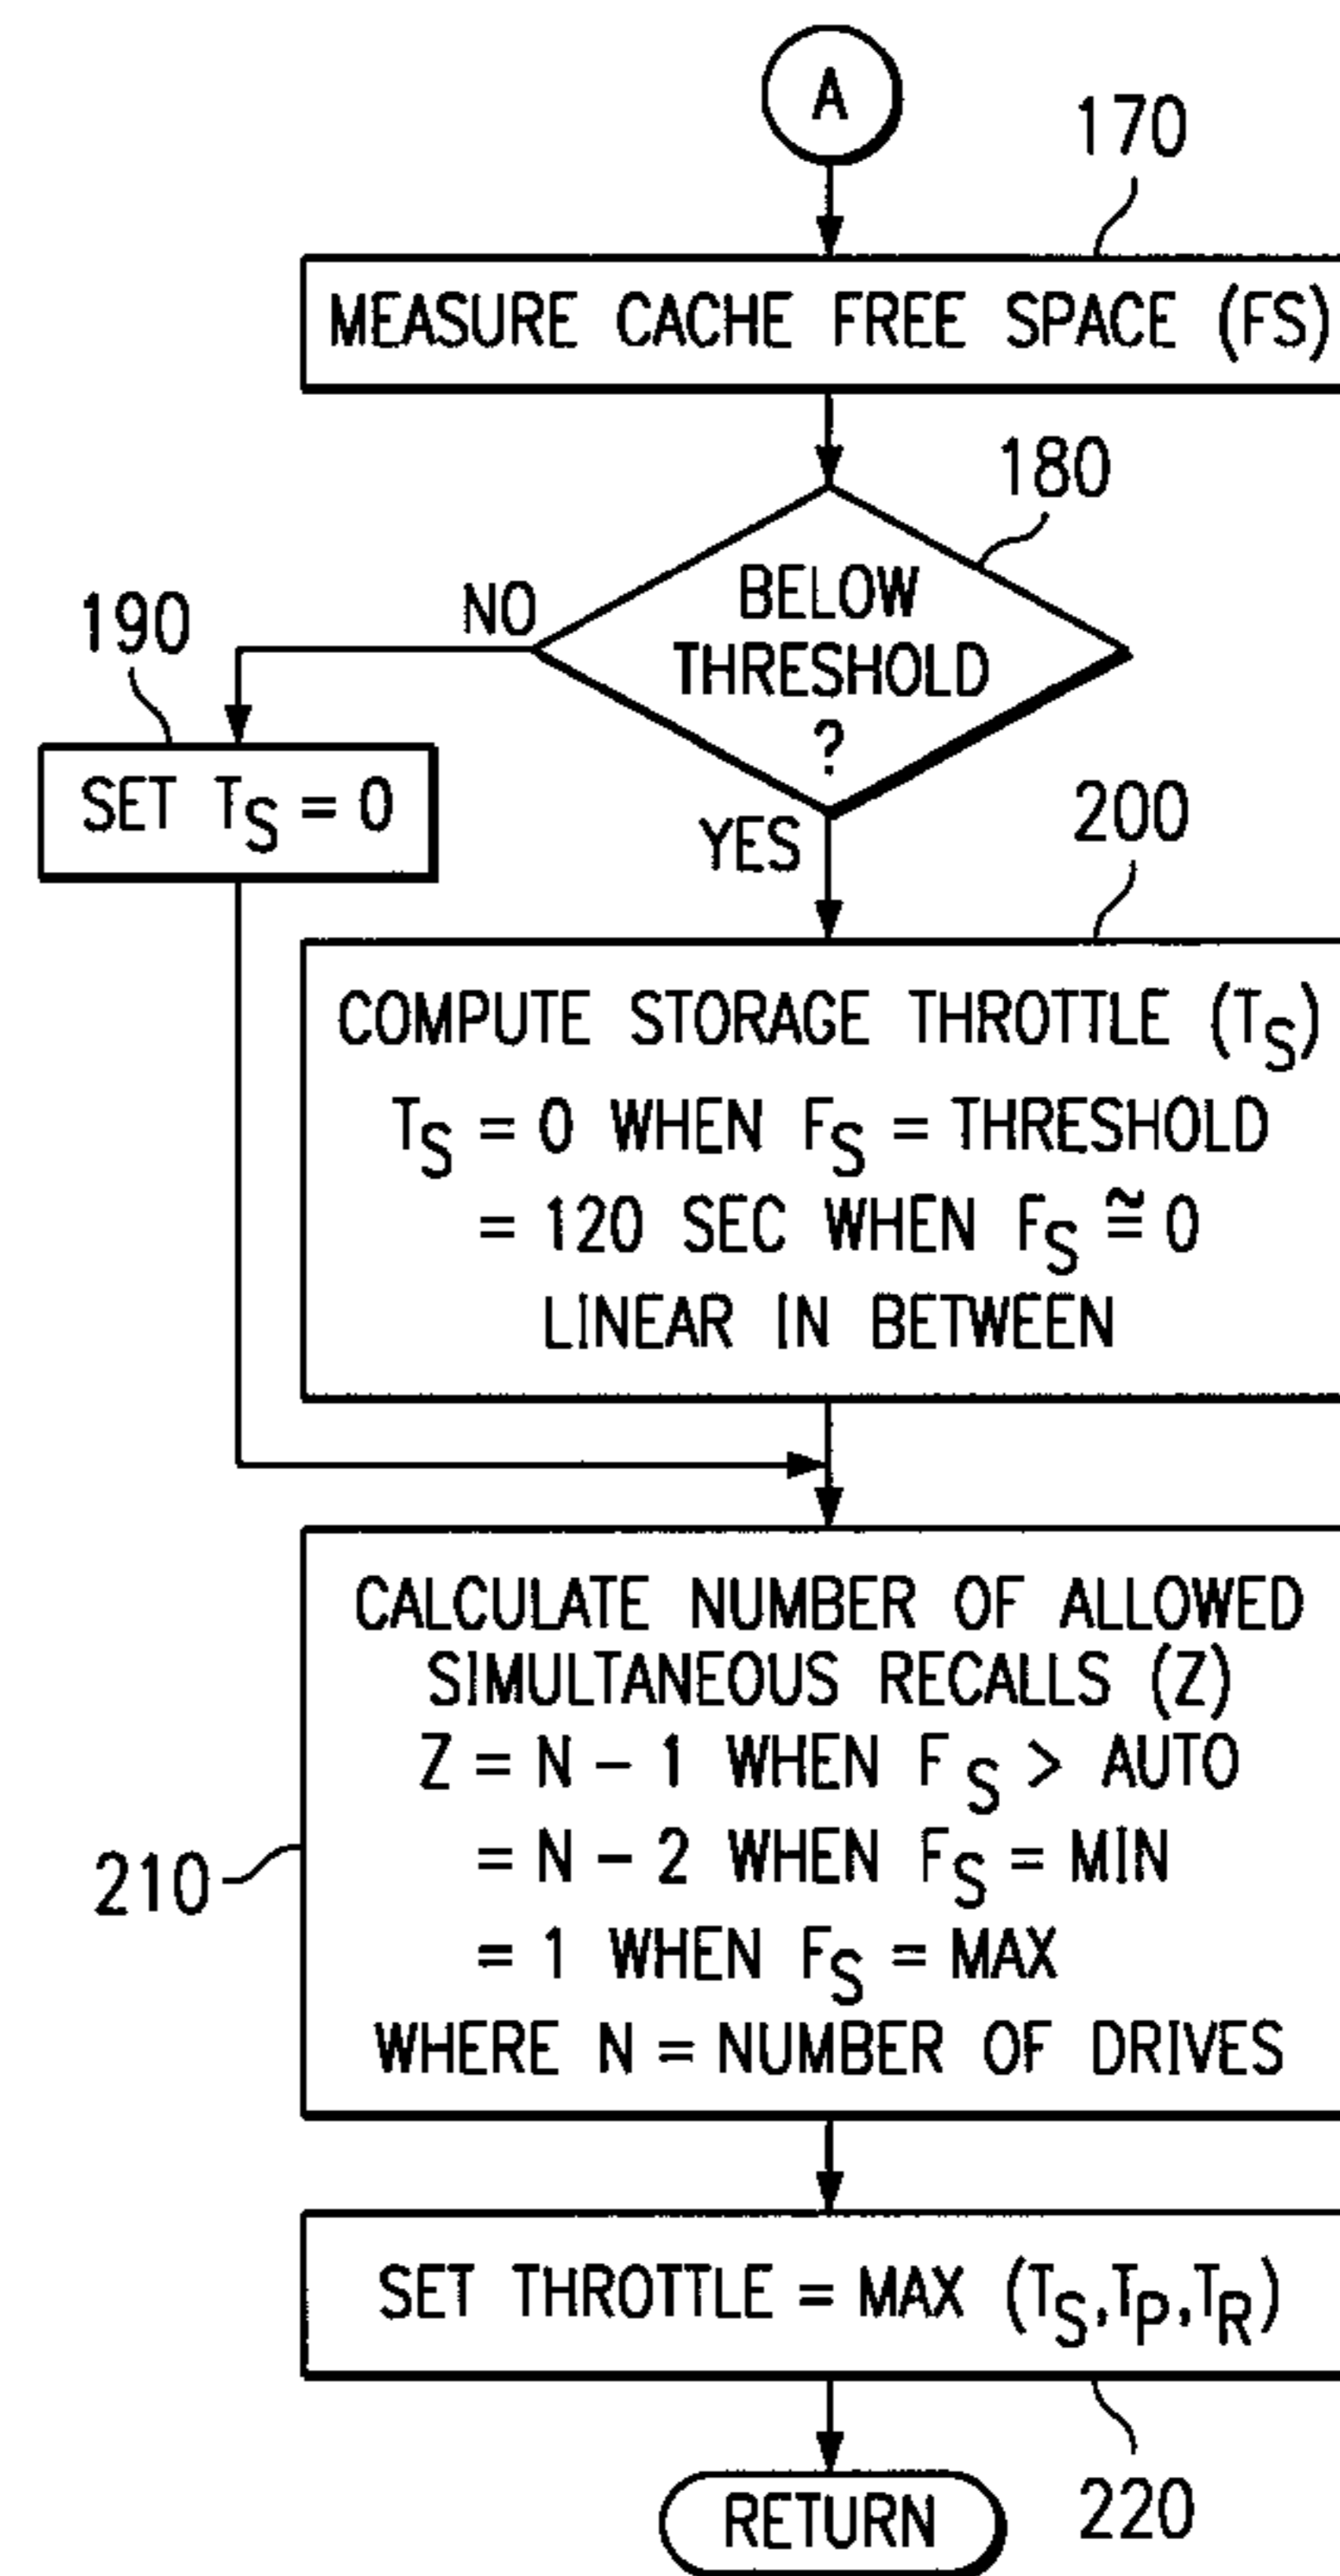 A
170
MEASURE CACHE FREE SPACE (FS)
180
BELOW
THRESHOLD
?
NO
190
SET TS = 0
YES
200
COMPUTE STORAGE THROTTLE (TS)
TS = 0 WHEN FS = THRESHOLD
= 120 SEC WHEN FS ≅ 0
LINEAR IN BETWEEN
CALCULATE NUMBER OF ALLOWED
SIMULTANEOUS RECALLS (Z)
Z = N – 1 WHEN FS > AUTO
= N – 2 WHEN FS = MIN
= 1 WHEN FS = MAX
WHERE N = NUMBER OF DRIVES
210
SET THROTTLE = MAX (TS,TP,TR)
220
RETURN